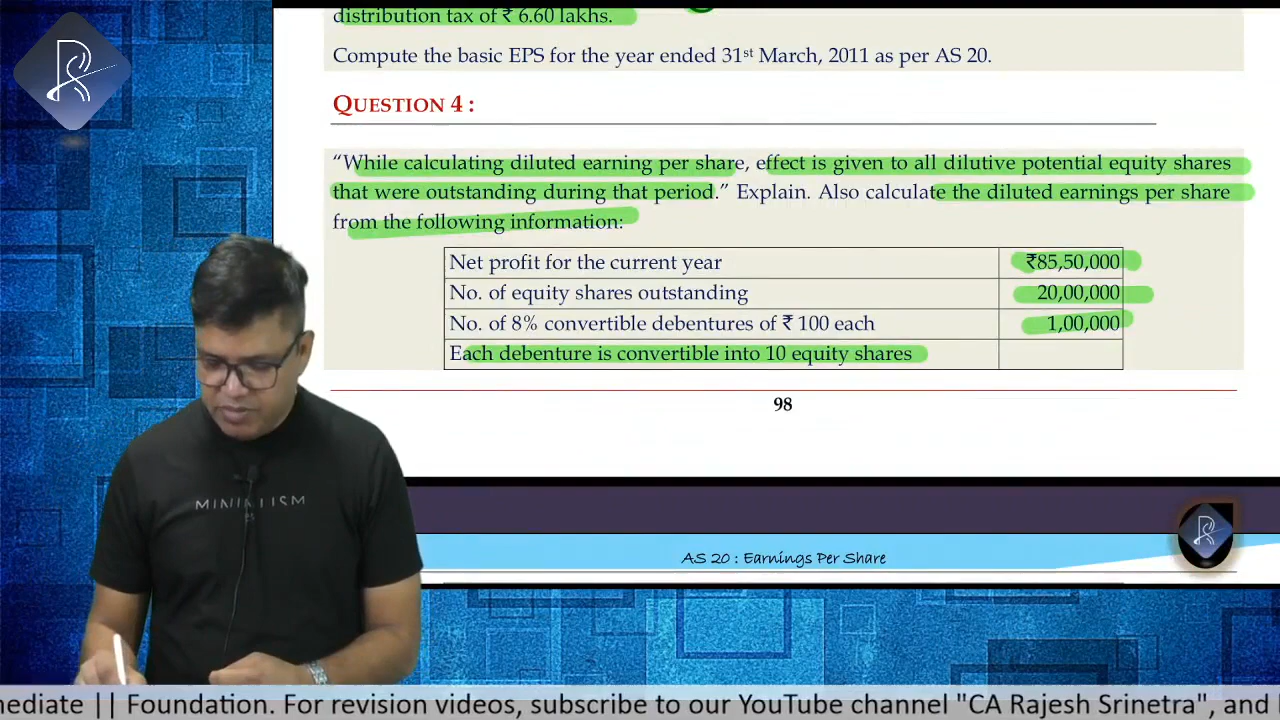 distribution tax of ₹ 6.60 lakhs.
Compute the basic EPS for the year ended 31st March, 2011 as per AS 20.
QUESTION 4 :
“While calculating diluted earning per share, effect is given to all dilutive potential equity shares
that were outstanding during that period.” Explain. Also calculate the diluted earnings per share
from the following information:
Net profit for the current year ₹85,50,000
No. of equity shares outstanding 20,00,000
No. of 8% convertible debentures of ₹ 100 each 1,00,000
Each debenture is convertible into 10 equity shares
98
MINIMLISM
AS 20 : Earnings Per Share
mediate || Foundation. For revision videos, subscribe to our YouTube channel "CA Rajesh Srinetra", and